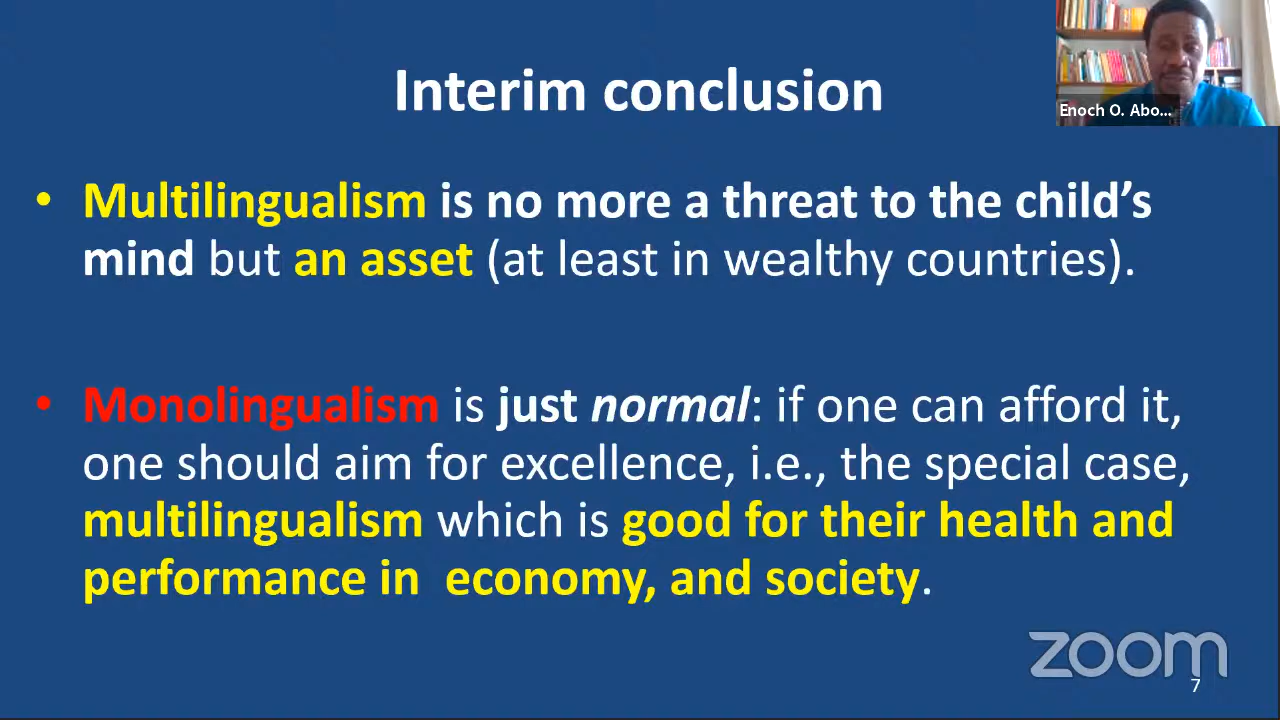 Interim conclusion
Enoch O. Abo...
• Multilingualism is no more a threat to the child’s
mind but an asset (at least in wealthy countries).
• Monolingualism is just normal: if one can afford it,
one should aim for excellence, i.e., the special case,
multilingualism which is good for their health and
performance in  economy, and society.
zoom
7